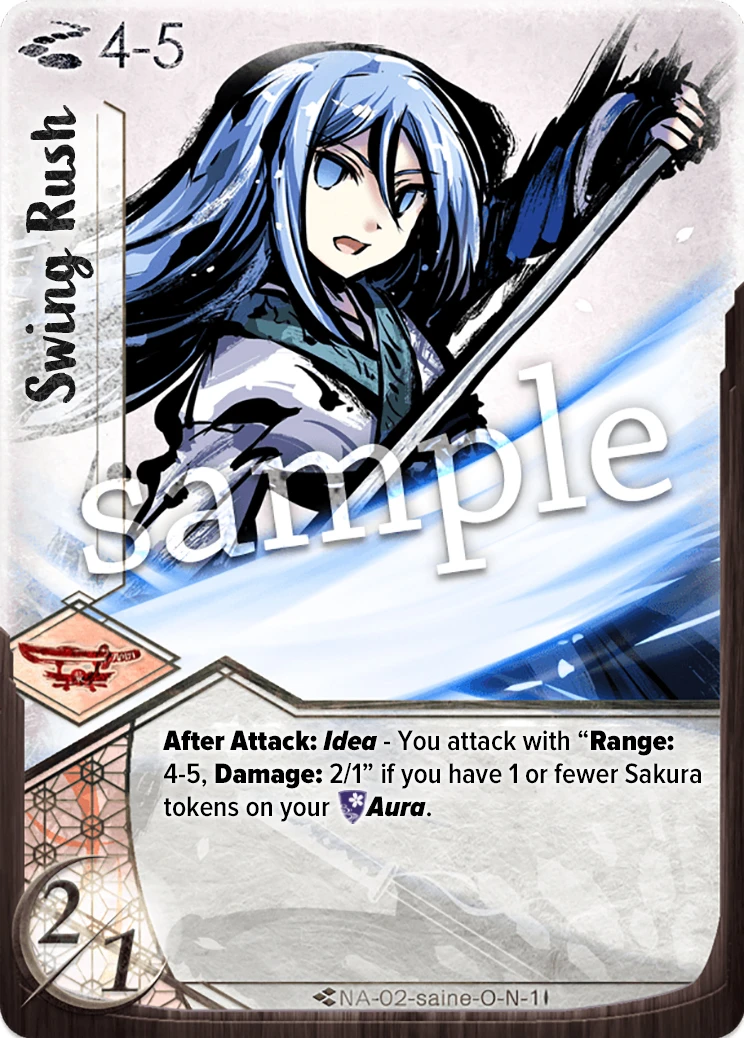 4-5
Swing Rush
sample
After Attack: Idea - You attack with “Range:
4-5, Damage: 2/1” if you have 1 or fewer Sakura
tokens on your Aura.
2/1
NA-02-saine-O-N-1